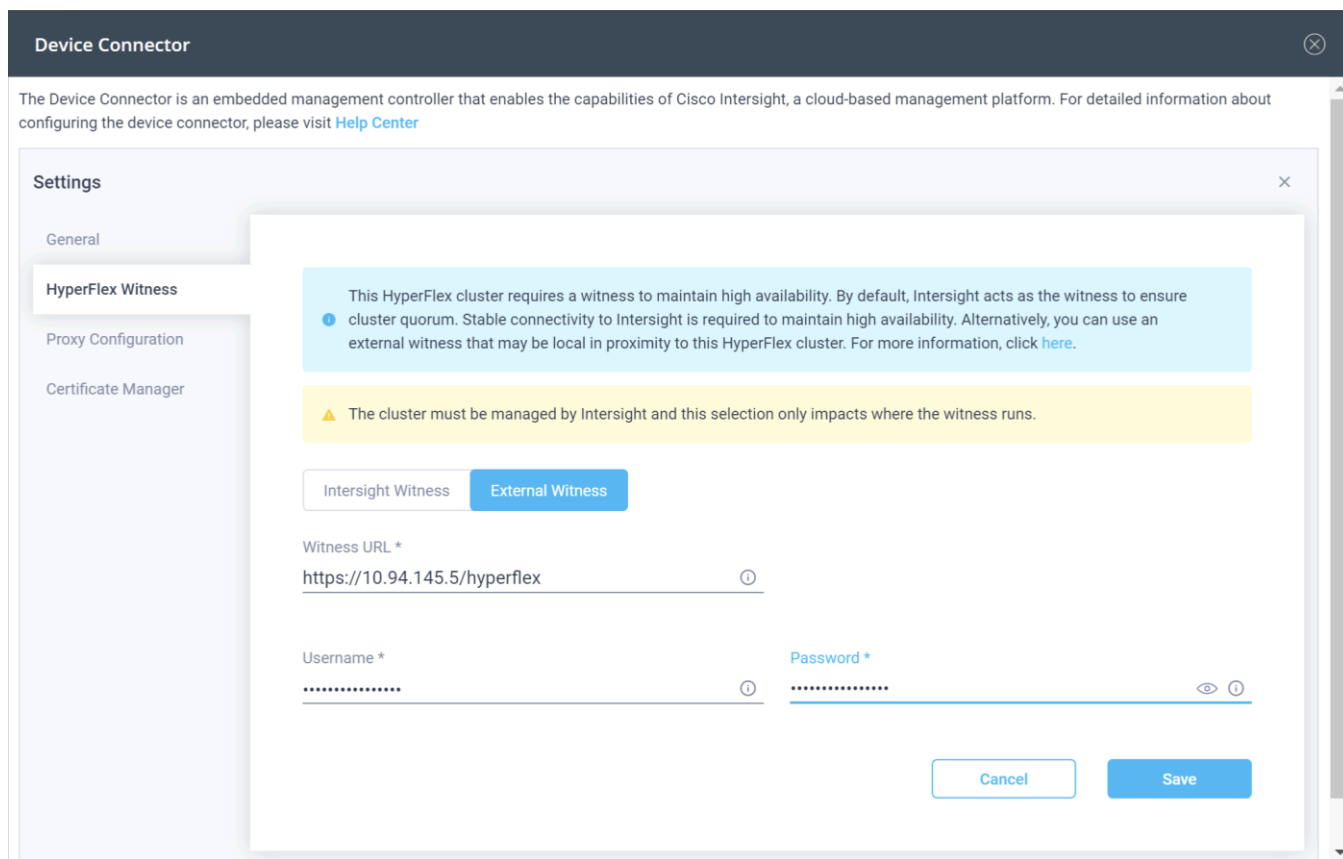 Device Connector
The Device Connector is an embedded management controller that enables the capabilities of Cisco Intersight, a cloud-based management platform. For detailed information about
configuring the device connector, please visit Help Center
Settings
General
HyperFlex Witness
Proxy Configuration
Certificate Manager
This HyperFlex cluster requires a witness to maintain high availability. By default, Intersight acts as the witness to ensure
cluster quorum. Stable connectivity to Intersight is required to maintain high availability. Alternatively, you can use an
external witness that may be local in proximity to this HyperFlex cluster. For more information, click here.
The cluster must be managed by Intersight and this selection only impacts where the witness runs.
Intersight Witness External Witness
Witness URL *
https://10.94.145.5/hyperflex
Username * Password *
•••••••••••••••• ••••••••••••••••
Cancel Save